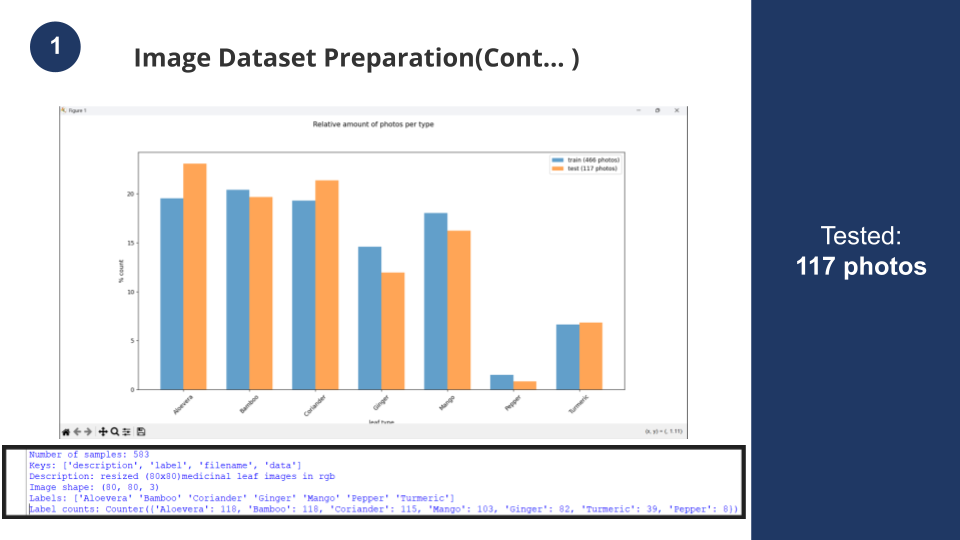 1
Image Dataset Preparation(Cont... )
Figure 1
Relative amount of photos per type
train (466 photos)
test (117 photos)
% count
20
15
10
5
0
Aloevera
Bamboo
Coriander
Ginger
Mango
Pepper
Turmeric
leaf type
(x, y) = (, 1.11)
Number of samples: 583
Keys: ['description', 'label', 'filename', 'data']
Description: resized (80x80)medicinal leaf images in rgb
Image shape: (80, 80, 3)
Labels: ['Aloevera' 'Bamboo' 'Coriander' 'Ginger' 'Mango' 'Pepper' 'Turmeric']
Label counts: Counter({'Aloevera': 118, 'Bamboo': 118, 'Coriander': 115, 'Mango': 103, 'Ginger': 82, 'Turmeric': 39, 'Pepper': 8})
Tested:
117 photos